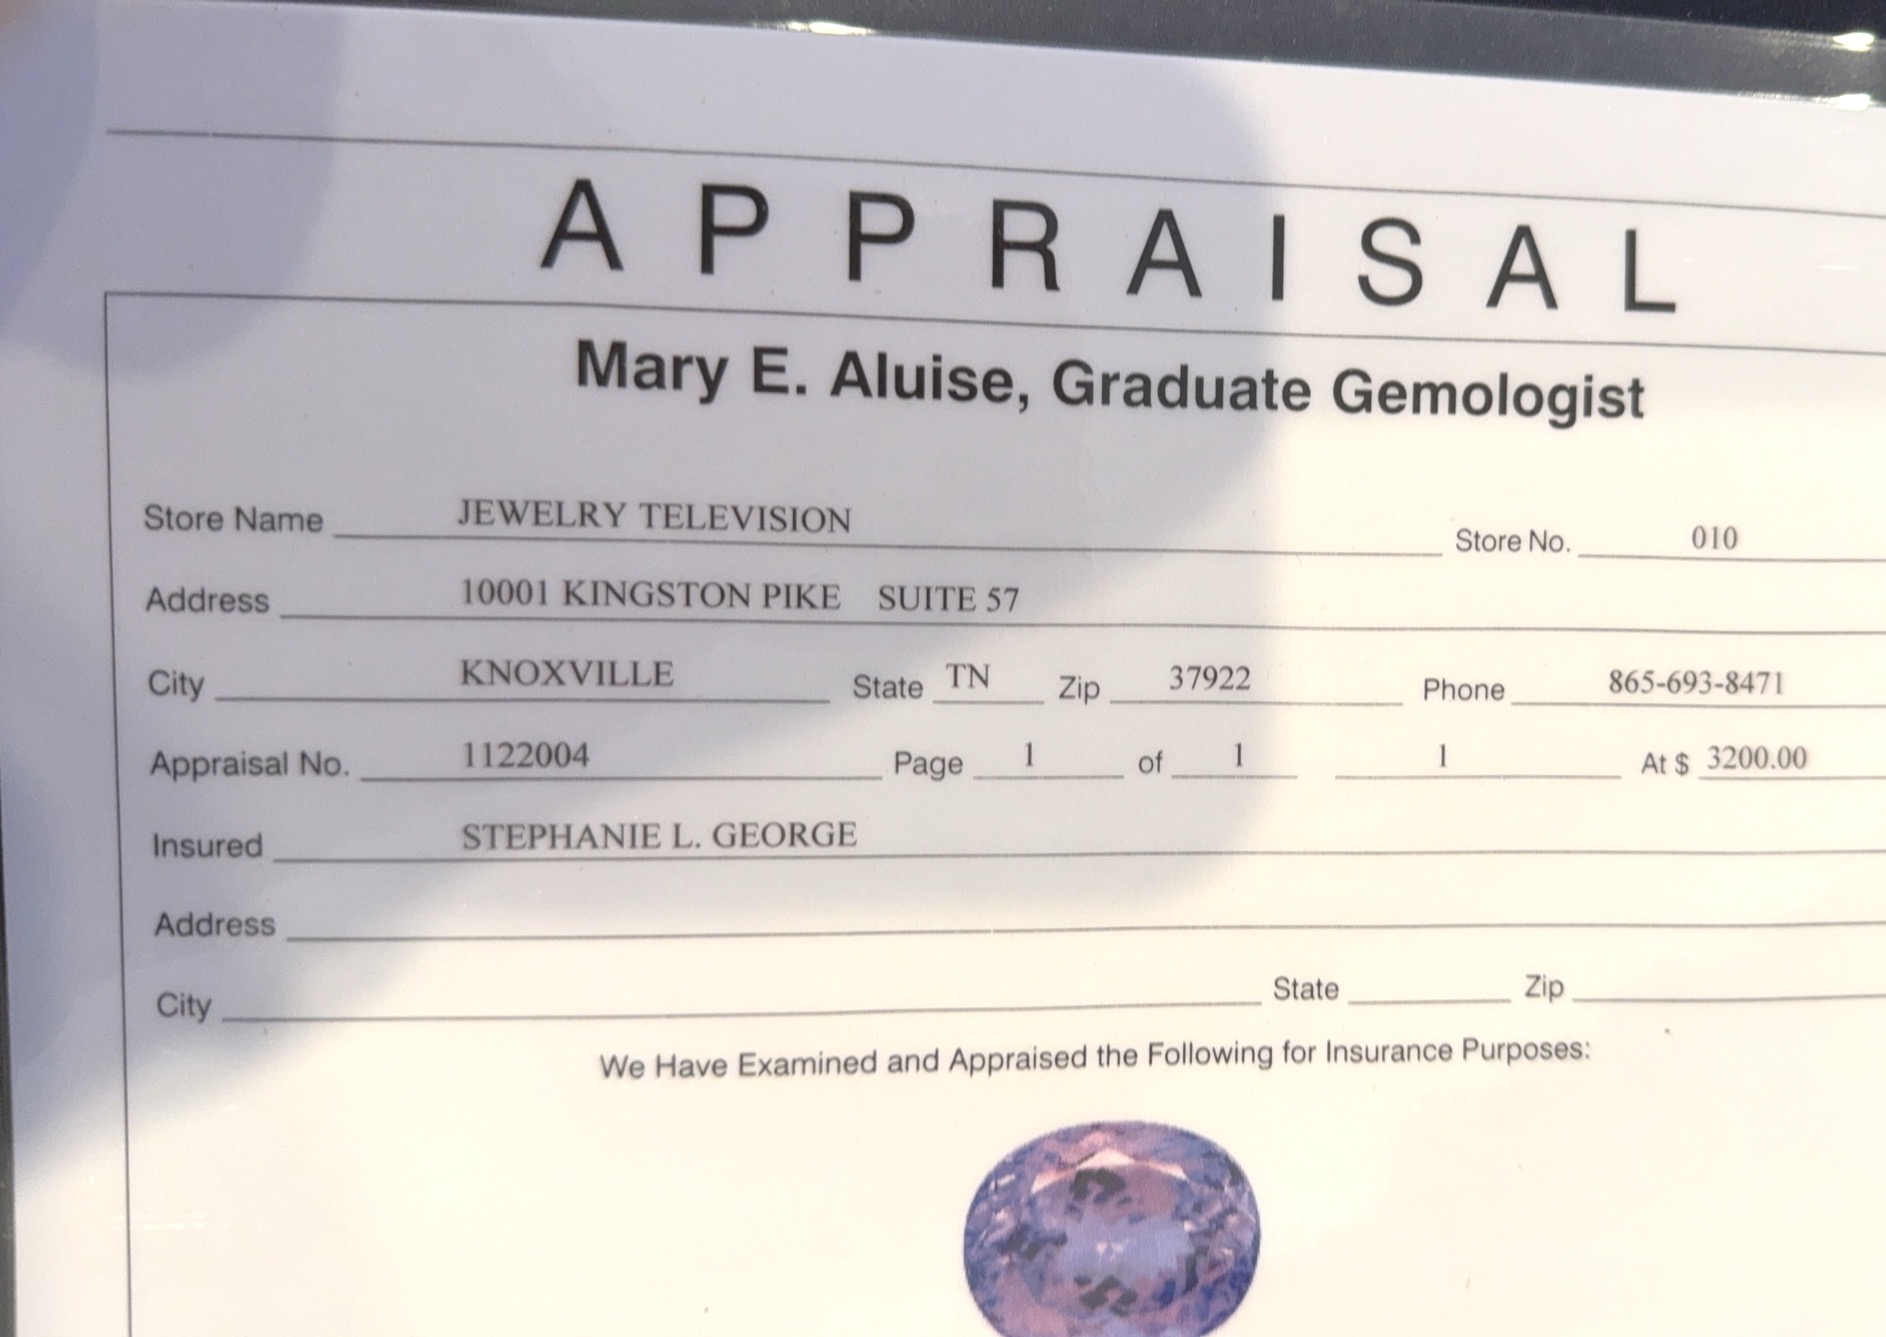 APPRAISAL
Mary E. Aluise, Graduate Gemologist
Store Name JEWELRY TELEVISION Store No. 010
Address 10001 KINGSTON PIKE SUITE 57
City KNOXVILLE State TN Zip 37922 Phone 865-693-8471
Appraisal No. 1122004 Page 1 of 1 1 At $ 3200.00
Insured STEPHANIE L. GEORGE
Address
City State Zip
We Have Examined and Appraised the Following for Insurance Purposes: